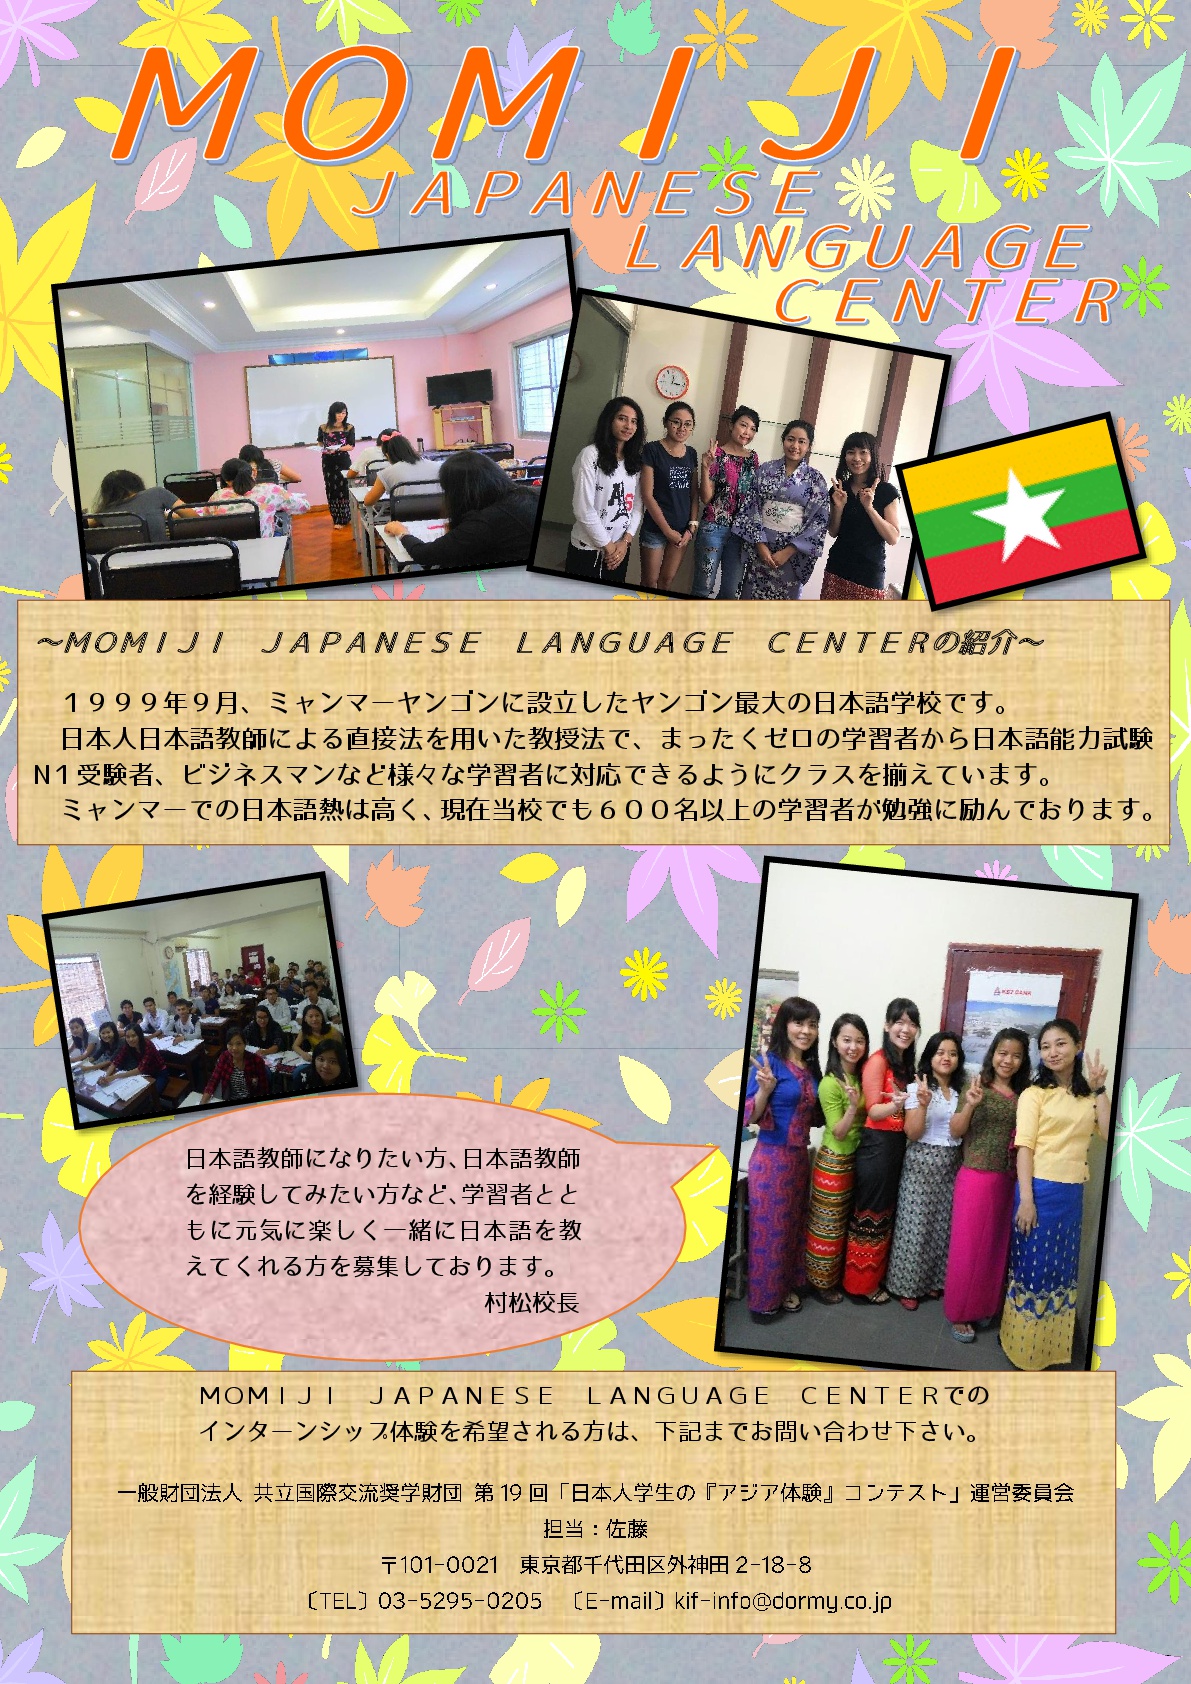 MOMIJI
JAPANESE
LANGUAGE
CENTER
～ＭＯＭＩＪＩ　ＪＡＰＡＮＥＳＥ　ＬＡＮＧＵＡＧＥ　ＣＥＮＴＥＲの紹介～
１９９９年９月、ミャンマーヤンゴンに設立したヤンゴン最大の日本語学校です。
日本人日本語教師による直接法を用いた教授法で、まったくゼロの学習者から日本語能力試験
N１受験者、ビジネスマンなど様々な学習者に対応できるようにクラスを揃えています。
ミャンマーでの日本語熱は高く、現在当校でも６００名以上の学習者が勉強に励んでおります。
日本語教師になりたい方、日本語教師
を経験してみたい方など、学習者とと
もに元気に楽しく一緒に日本語を教
えてくれる方を募集しております。
村松校長
ＭＯＭＩＪＩ　ＪＡＰＡＮＥＳＥ　ＬＡＮＧＵＡＧＥ　ＣＥＮＴＥＲでの
インターンシップ体験を希望される方は、下記までお問い合わせ下さい。
一般財団法人 共立国際交流奨学財団 第 19 回「日本人学生の『アジア体験』コンテスト」運営委員会
担当：佐藤
〒101-0021　東京都千代田区外神田 2-18-8
〔TEL〕03-5295-0205　〔E-mail〕kif-info@dormy.co.jp